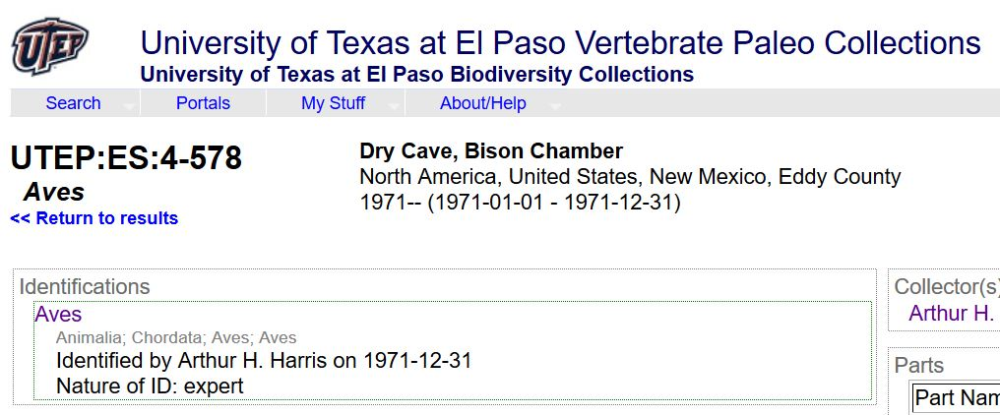 UTEP
University of Texas at El Paso Vertebrate Paleo Collections
University of Texas at El Paso Biodiversity Collections
Search Portals My Stuff About/Help
UTEP:ES:4-578
Aves
<< Return to results
Dry Cave, Bison Chamber
North America, United States, New Mexico, Eddy County
1971-- (1971-01-01 - 1971-12-31)
Identifications
Aves
Animalia; Chordata; Aves; Aves
Identified by Arthur H. Harris on 1971-12-31
Nature of ID: expert
Collector(s)
Arthur H.
Parts
Part Nam